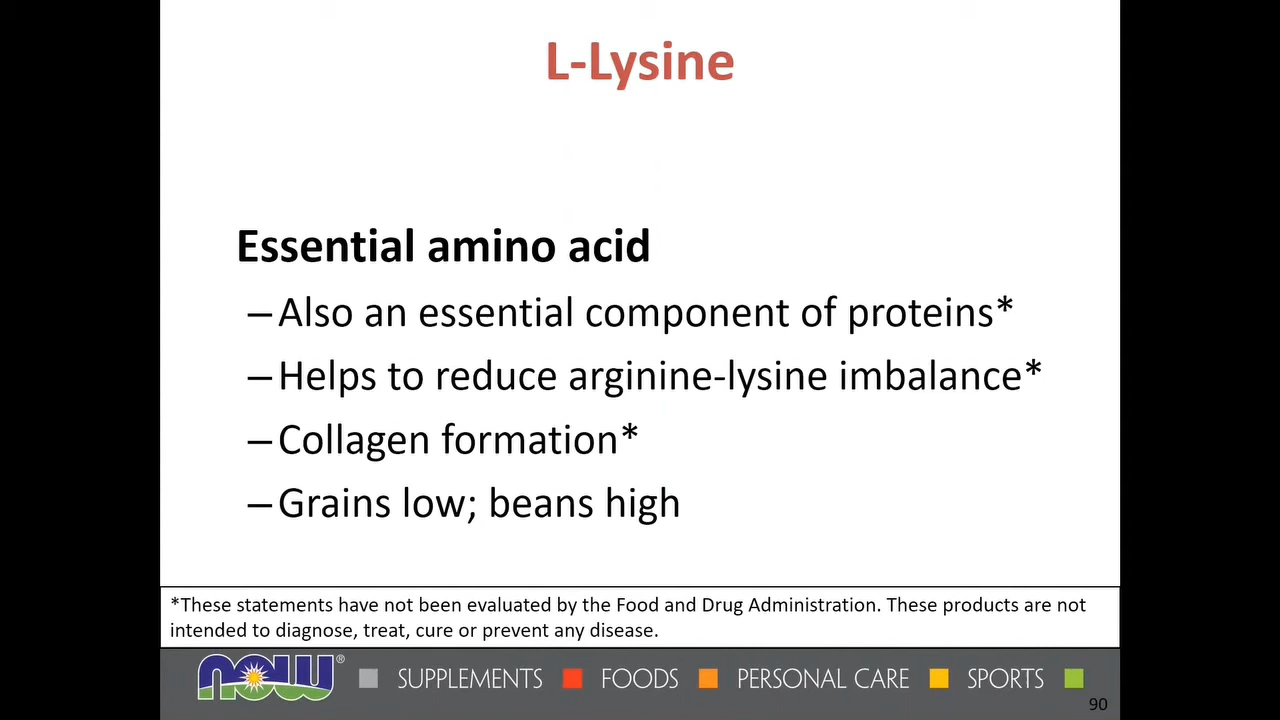 L-Lysine
Essential amino acid
–Also an essential component of proteins*
–Helps to reduce arginine-lysine imbalance*
–Collagen formation*
–Grains low; beans high
*These statements have not been evaluated by the Food and Drug Administration. These products are not
intended to diagnose, treat, cure or prevent any disease.
now® SUPPLEMENTS FOODS PERSONAL CARE SPORTS
90